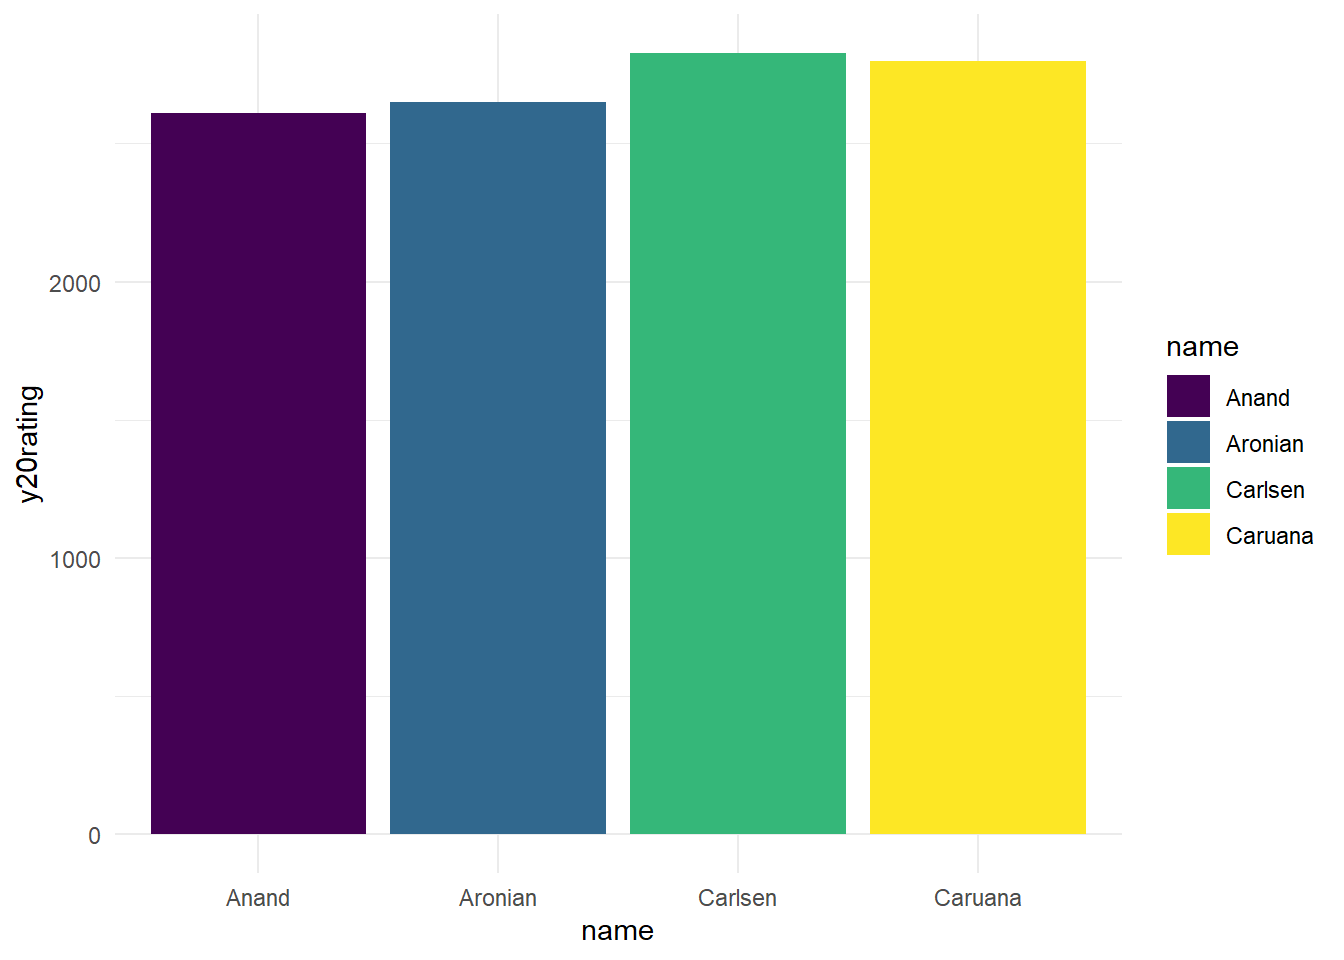 2000
1000
0
y20rating
Anand
Aronian
Carlsen
Caruana
name
name
Anand
Aronian
Carlsen
Caruana